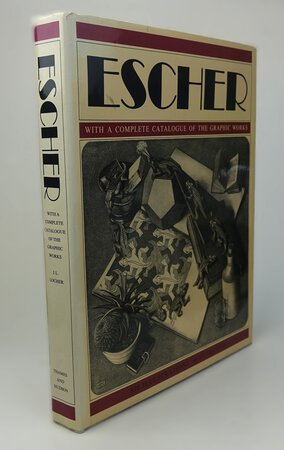 ESCHER
WITH A COMPLETE CATALOGUE OF THE GRAPHIC WORKS
ESCHER
WITH A
COMPLETE
CATALOGUE
OF THE
GRAPHIC
WORKS
J. L.
LOCHER
THAMES
AND
HUDSON